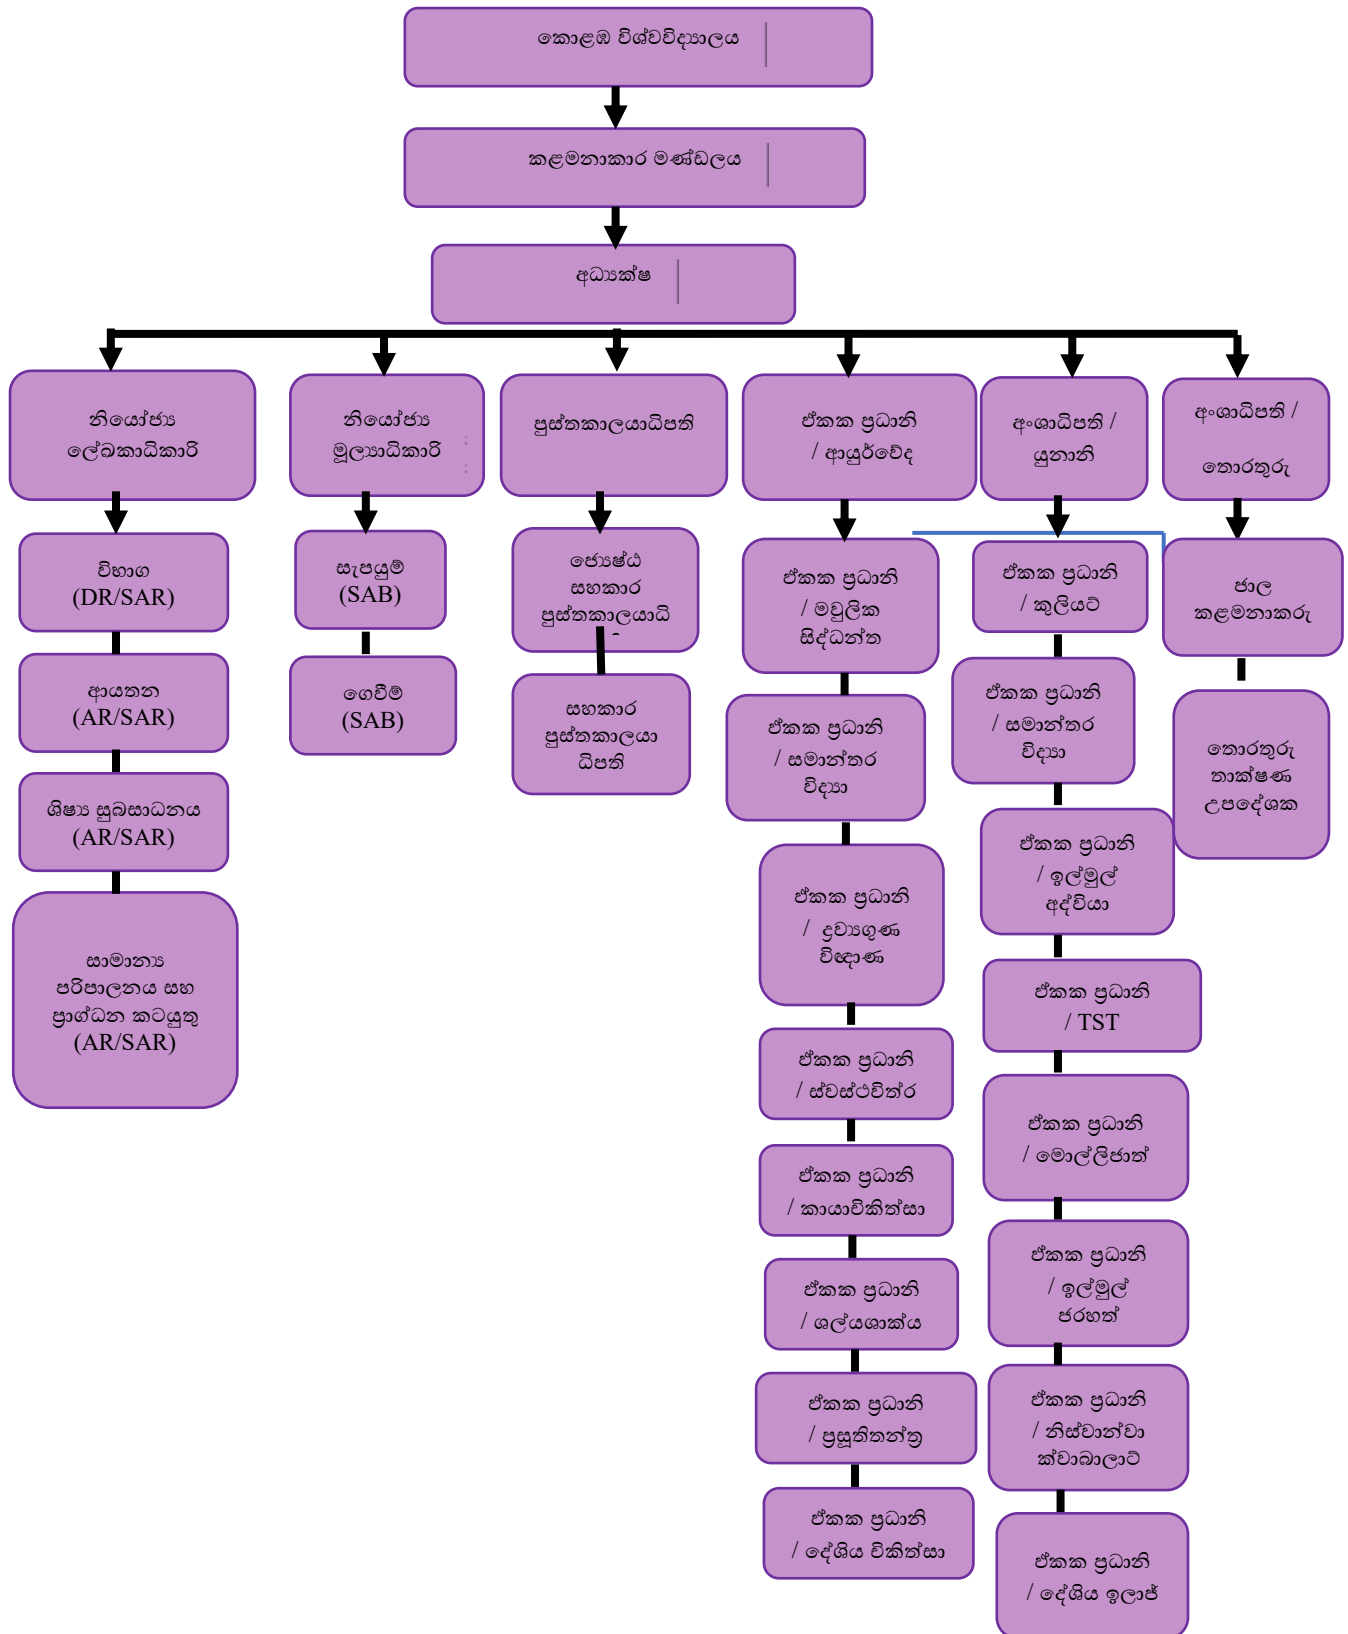 කොළඹ විශ්වවිද්‍යාලය
කළමනාකාර මණ්ඩලය
අධ්‍යක්ෂ
නියෝජ්‍ය
ලේඛකාධිකාරි
විභාග
(DR/SAR)
ආයතන
(AR/SAR)
ශිෂ්‍ය සුබසාධනය
(AR/SAR)
සාමාන්‍ය
පරිපාලනය සහ
ප්‍රාග්ධන කටයුතු
(AR/SAR)
නියෝජ්‍ය
මූල්‍යාධිකාරි
සැපයුම්
(SAB)
ගෙවීම්
(SAB)
පුස්තකාලයාධිපති
ජ්‍යෙෂ්ඨ
සහකාර
පුස්තකාලයාධි
සහකාර
පුස්තකාලයා
ධිපති
ඒකක ප්‍රධානි
/ ආයුර්වේද
ඒකක ප්‍රධානි
/ මවුලික
සිද්ධන්ත
ඒකක ප්‍රධානි
/ සමාන්තර
විද්‍යා
ඒකක ප්‍රධානි
/ ද්‍රව්‍යගුණ
විඥාණ
ඒකක ප්‍රධානි
/ ස්වස්ථවිත්ර
ඒකක ප්‍රධානි
/ කායාචිකිත්සා
ඒකක ප්‍රධානි
/ ශල්යශාක්ය
ඒකක ප්‍රධානි
/ ප්‍රසූතිතන්ත්‍ර
ඒකක ප්‍රධානි
/ දේශිය චිකිත්සා
අංශාධිපති /
යුනානි
ඒකක ප්‍රධානි
/ කුලියට්
ඒකක ප්‍රධානි
/ සමාන්තර
විද්‍යා
ඒකක ප්‍රධානි
/ ඉල්මුල්
අද්වියා
ඒකක ප්‍රධානි
/ TST
ඒකක ප්‍රධානි
/ මොල්ලිජාත්
ඒකක ප්‍රධානි
/ ඉල්මුල්
ජරහත්
ඒකක ප්‍රධානි
/ නිස්වාන්වා
ක්වාබාලාට්
ඒකක ප්‍රධානි
/ දේශිය ඉලාජ්
අංශාධිපති /
තොරතුරු
ජාල
කළමනාකරු
තොරතුරු
තාක්ෂණ
උපදේශක